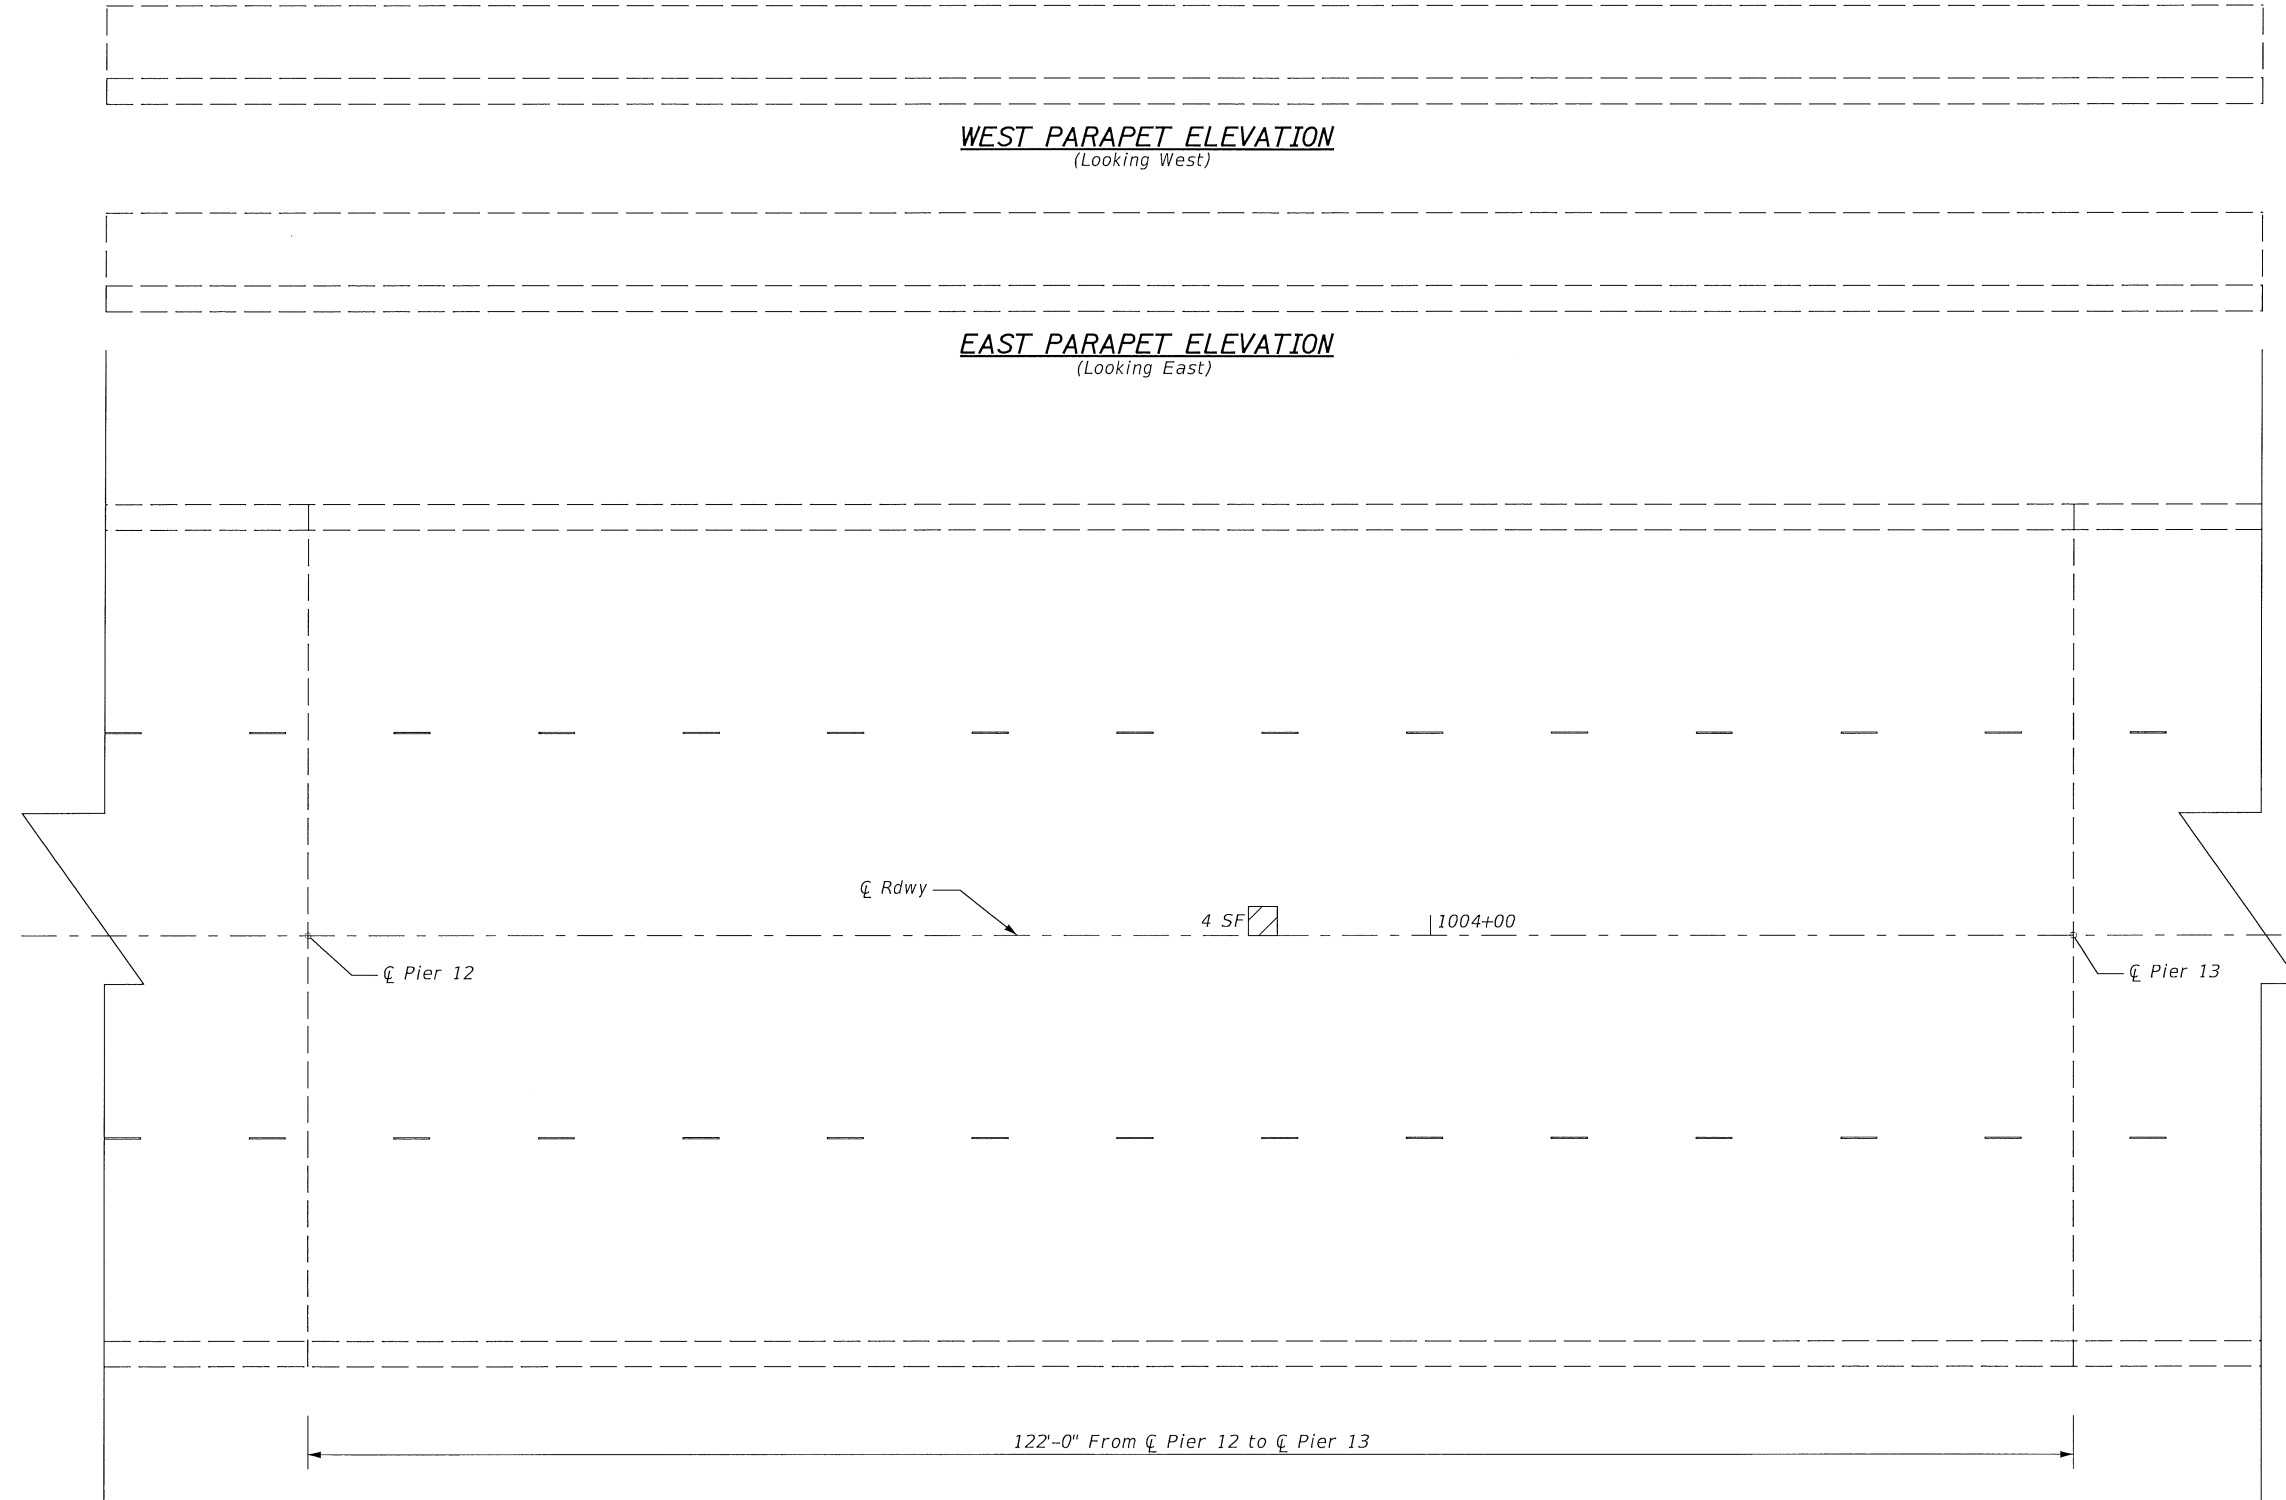 WEST PARAPET ELEVATION
(Looking West)
EAST PARAPET ELEVATION
(Looking East)
℄ Rdwy
4 SF
1004+00
℄ Pier 12
℄ Pier 13
122'-0" From ℄ Pier 12 to ℄ Pier 13